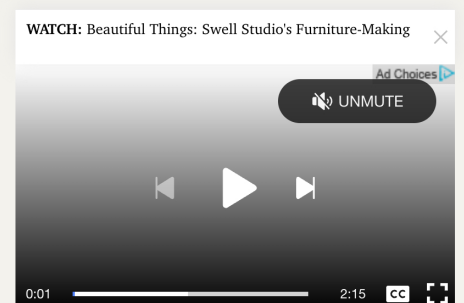 WATCH: Beautiful Things: Swell Studio's Furniture-Making
Ad Choices
UNMUTE
0:01
2:15
CC